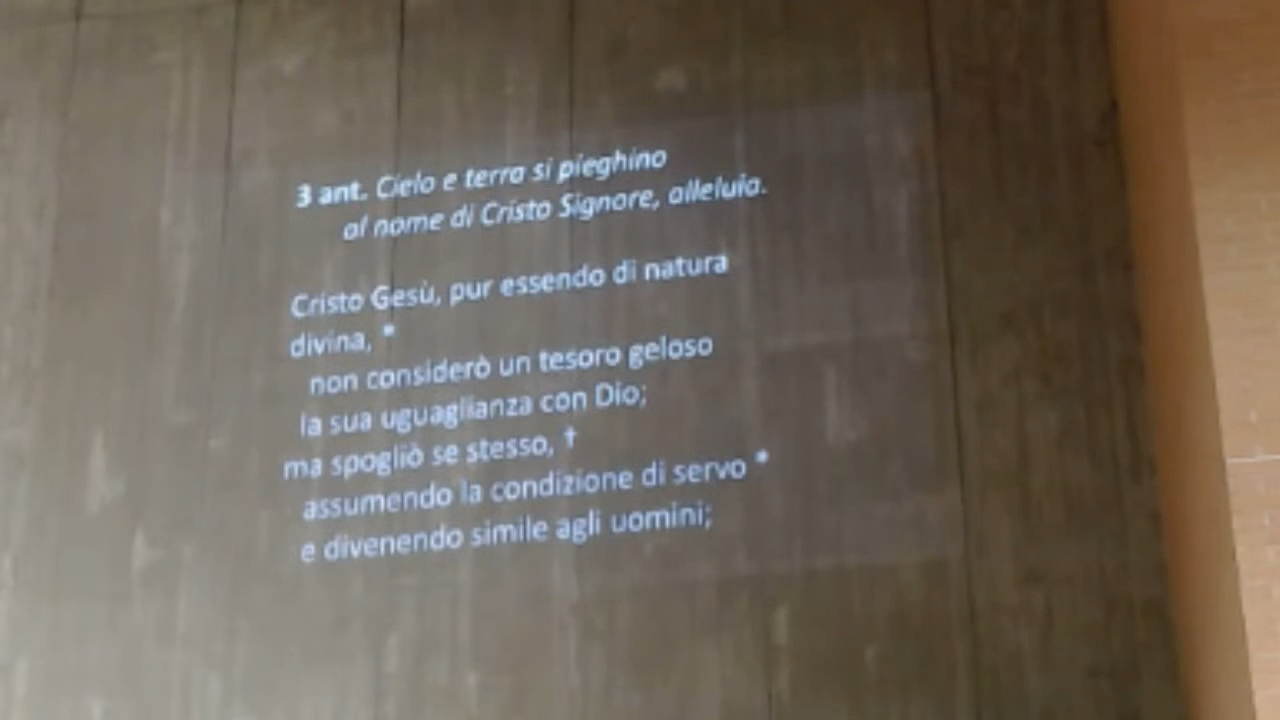 3 ant. Cielo e terra si pieghino
al nome di Cristo Signore, alleluia.
Cristo Gesù, pur essendo di natura
divina, *
non considerò un tesoro geloso
la sua uguaglianza con Dio;
ma spogliò se stesso, †
assumendo la condizione di servo *
e divenendo simile agli uomini;